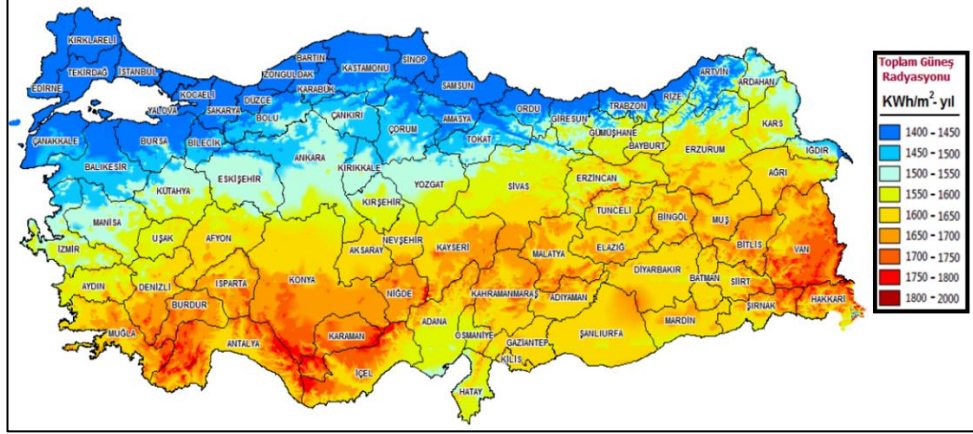 KIRKLARELİ
TEKİRDAĞ
İSTANBUL
EDİRNE
KOCAELİ
YALOVA
SAKARYA
DÜZCE
ZONGULDAK
BARTIN
KARABÜK
KASTAMONU
SİNOP
SAMSUN
BOLU
ÇANKIRI
ÇORUM
AMASYA
TOKAT
ORDU
GİRESUN
TRABZON
RİZE
ARTVİN
ARDAHAN
KARS
IĞDIR
GÜMÜŞHANE
BAYBURT
ERZURUM
AĞRI
ÇANAKKALE
BURSA
BİLECİK
BALIKESİR
KÜTAHYA
ESKİŞEHİR
ANKARA
KIRIKKALE
YOZGAT
KIRŞEHİR
SİVAS
ERZİNCAN
TUNCELİ
BİNGÖL
MUŞ
BİTLİS
VAN
MANİSA
İZMİR
UŞAK
AFYON
AKSARAY
NEVŞEHİR
KAYSERİ
MALATYA
ELAZIĞ
DİYARBAKIR
BATMAN
SİİRT
ŞIRNAK
HAKKARİ
AYDIN
DENİZLİ
ISPARTA
BURDUR
KONYA
NİĞDE
KAHRAMANMARAŞ
ADIYAMAN
MUĞLA
ANTALYA
KARAMAN
İÇEL
ADANA
OSMANİYE
GAZİANTEP
KİLİS
ŞANLIURFA
MARDİN
HATAY
Toplam Güneş
Radyasyonu
KWh/m²- yıl
1400 - 1450
1450 - 1500
1500 - 1550
1550 - 1600
1600 - 1650
1650 - 1700
1700 - 1750
1750 - 1800
1800 - 2000